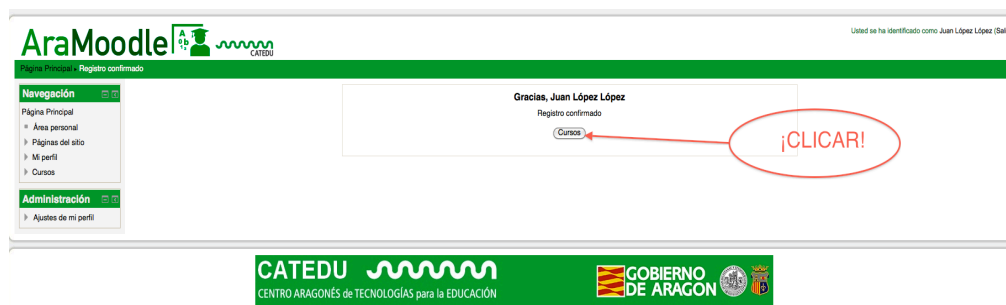 AraMoodle
CATEDU
Usted se ha identificado como Juan López López (Sali
Página Principal ▸ Registro confirmado
Navegación
Página Principal
Área personal
Páginas del sitio
Mi perfil
Cursos
Administración
Ajustes de mi perfil
Gracias, Juan López López
Registro confirmado
Cursos
¡CLICAR!
CATEDU
CENTRO ARAGONÉS de TECNOLOGÍAS para la EDUCACIÓN
GOBIERNO
DE ARAGON